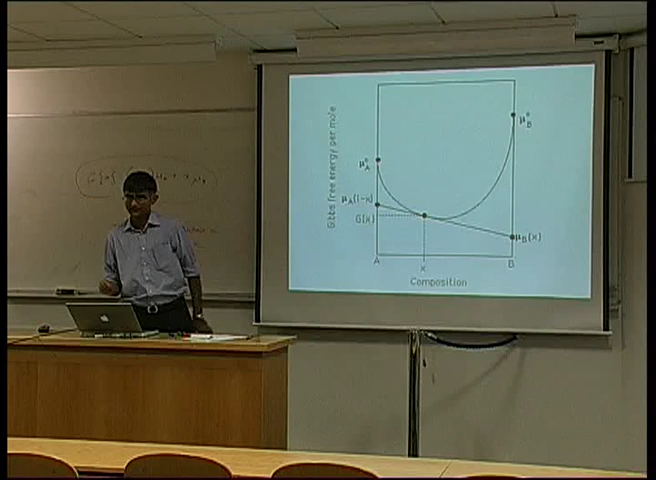 Gibbs free energy per mole
μ°B
μ°A
μA(1-x)
G{x}
μB(x)
A
x
B
Composition